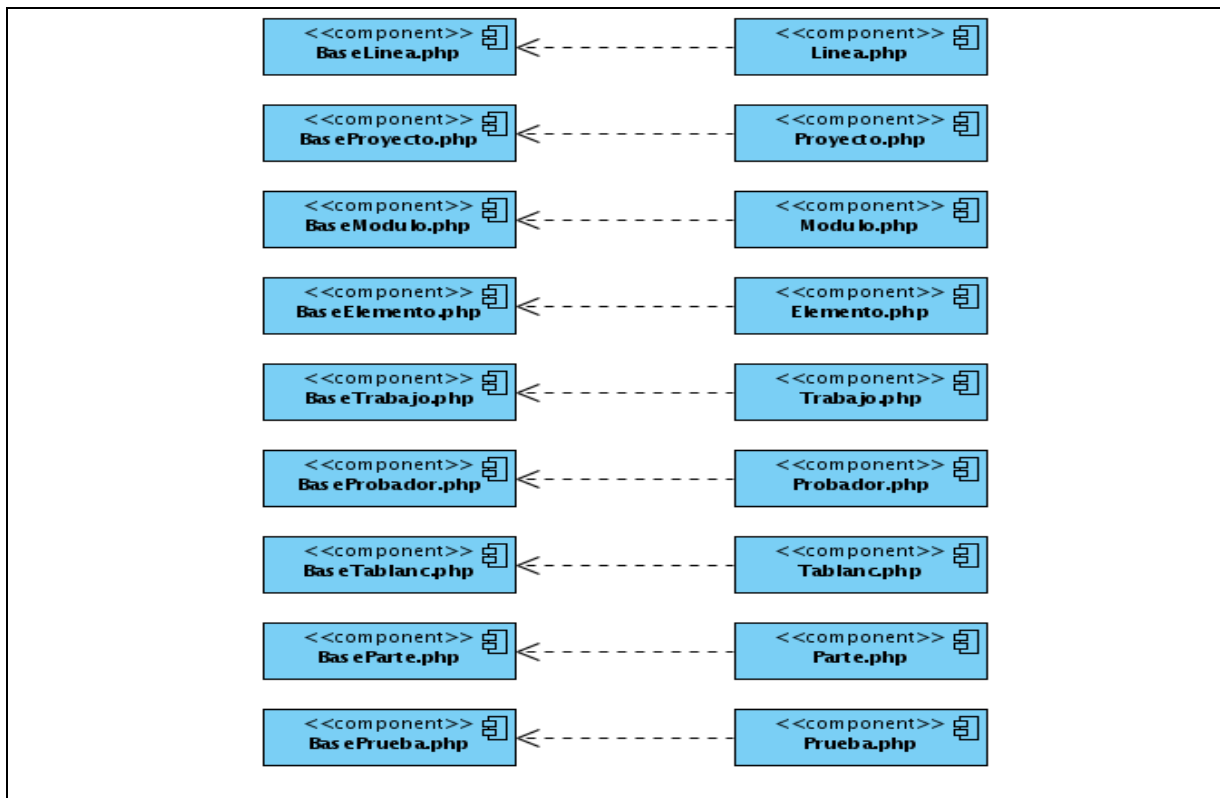 <<component>>
BaseLinea.php
<<component>>
Linea.php
<<component>>
BaseProyecto.php
<<component>>
Proyecto.php
<<component>>
BaseModulo.php
<<component>>
Modulo.php
<<component>>
BaseElemento.php
<<component>>
Elemento.php
<<component>>
BaseTrabajo.php
<<component>>
Trabajo.php
<<component>>
BaseProbador.php
<<component>>
Probador.php
<<component>>
BaseTablanc.php
<<component>>
Tablanc.php
<<component>>
BaseParte.php
<<component>>
Parte.php
<<component>>
BasePrueba.php
<<component>>
Prueba.php